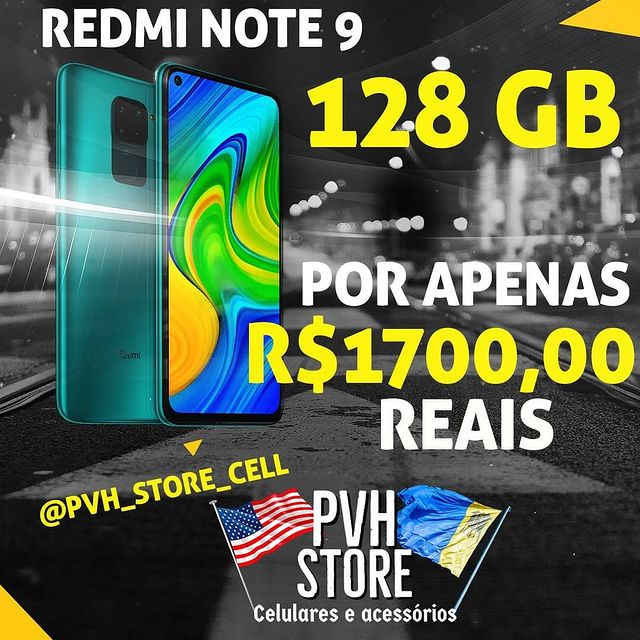 REDMI NOTE 9
128 GB
POR APENAS
R$1700,00
REAIS
@PVH_STORE_CELL
PVH
STORE
Celulares e acessórios